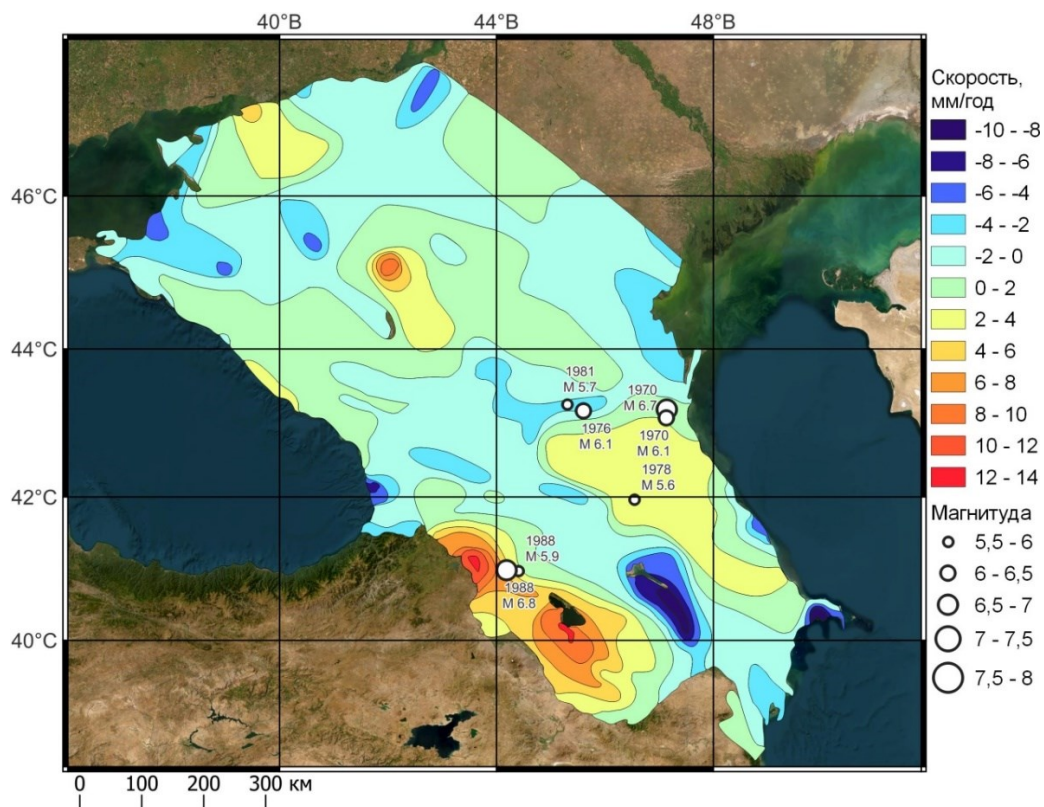 40°В 44°В 48°В
46°С
44°С
42°С
40°С
1981
М 5.7
1976
М 6.1
1970
М 6.7
1970
М 6.1
1978
М 5.6
1988
М 5.9
1988
М 6.8
Скорость,
мм/год
-10 - -8
-8 - -6
-6 - -4
-4 - -2
-2 - 0
0 - 2
2 - 4
4 - 6
6 - 8
8 - 10
10 - 12
12 - 14
Магнитуда
5,5 - 6
6 - 6,5
6,5 - 7
7 - 7,5
7,5 - 8
0 100 200 300 км